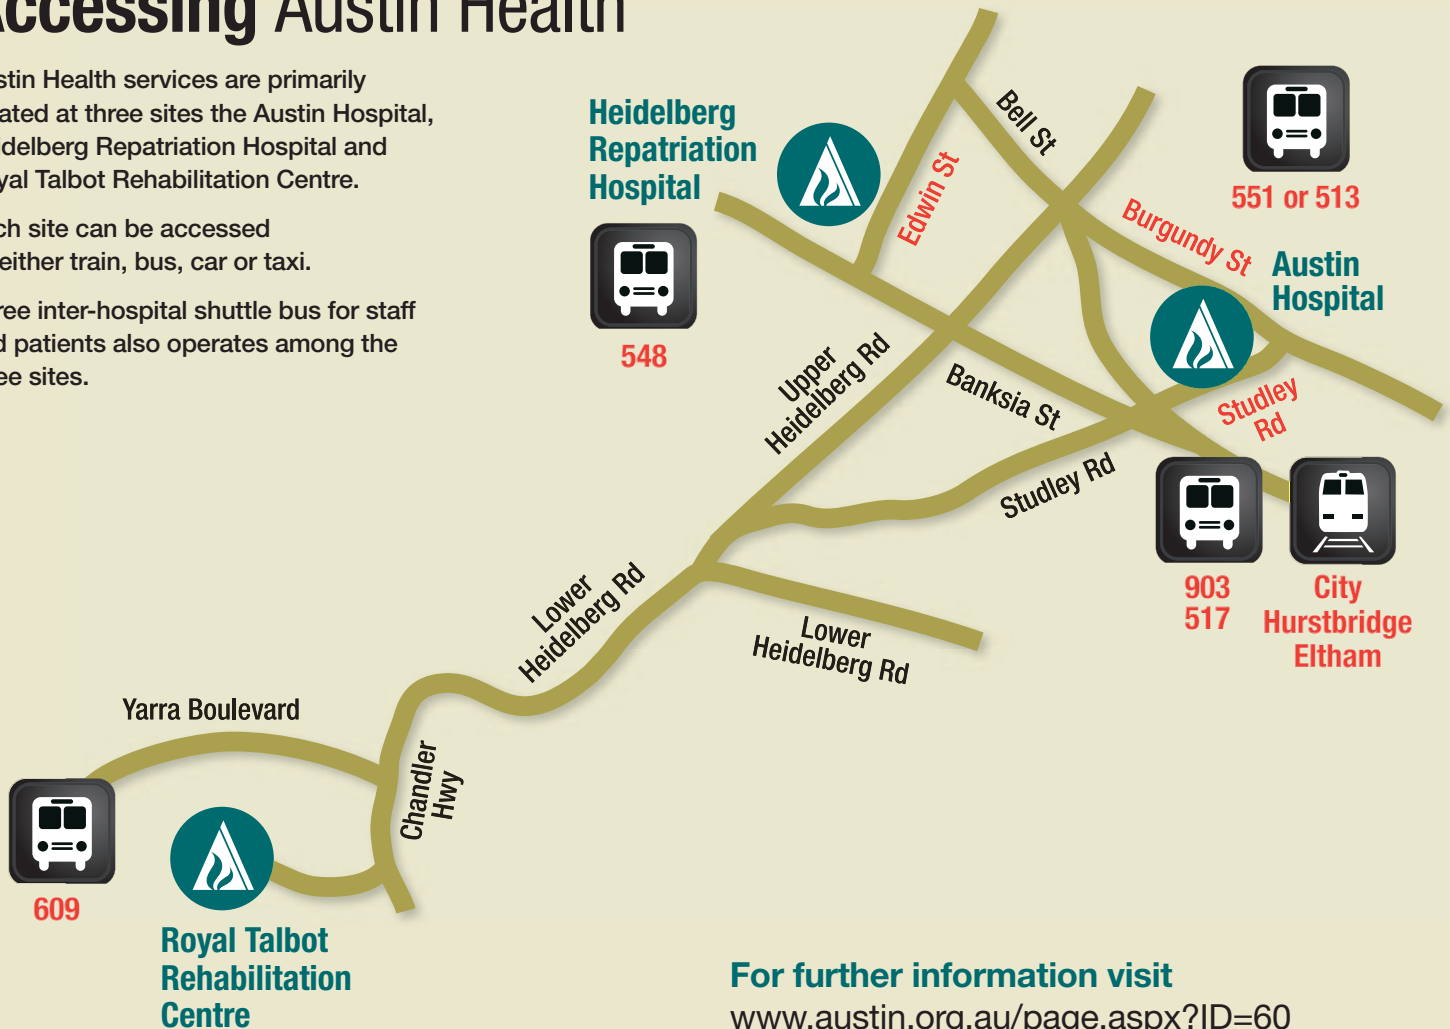 Accessing Austin Health
stin Health services are primarily
ated at three sites the Austin Hospital,
idelberg Repatriation Hospital and
yal Talbot Rehabilitation Centre.
ch site can be accessed
either train, bus, car or taxi.
ree inter-hospital shuttle bus for staff
d patients also operates among the
ee sites.
Heidelberg
Repatriation
Hospital
548
Edwin St
Bell St
551 or 513
Burgundy St
Austin
Hospital
Upper
Heidelberg Rd
Banksia St
Studley
Rd
Studley Rd
903
517
City
Hurstbridge
Eltham
Lower
Heidelberg Rd
Lower
Heidelberg Rd
Yarra Boulevard
Chandler
Hwy
609
Royal Talbot
Rehabilitation
Centre
For further information visit
www.austin.org.au/page.aspx?ID=60